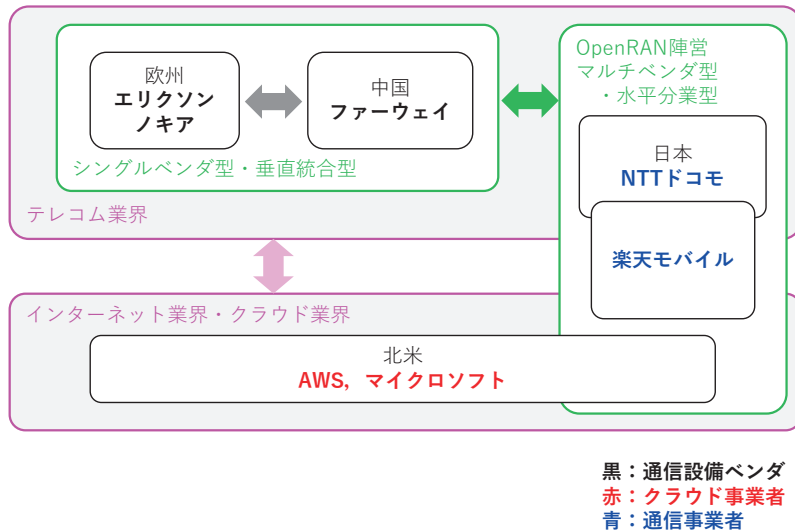 欧州
エリクソン
ノキア
中国
ファーウェイ
シングルベンダ型・垂直統合型
テレコム業界
OpenRAN陣営
マルチベンダ型
・水平分業型
日本
NTTドコモ
楽天モバイル
インターネット業界・クラウド業界
北米
AWS，マイクロソフト
黒：通信設備ベンダ
赤：クラウド事業者
青：通信事業者